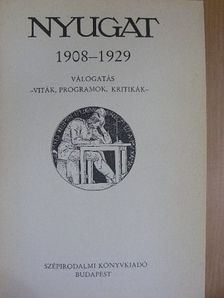 NYUGAT
1908–1929
VÁLOGATÁS
–VITÁK, PROGRAMOK, KRITIKÁK–
SZÉPIRODALMI KÖNYVKIADÓ
BUDAPEST